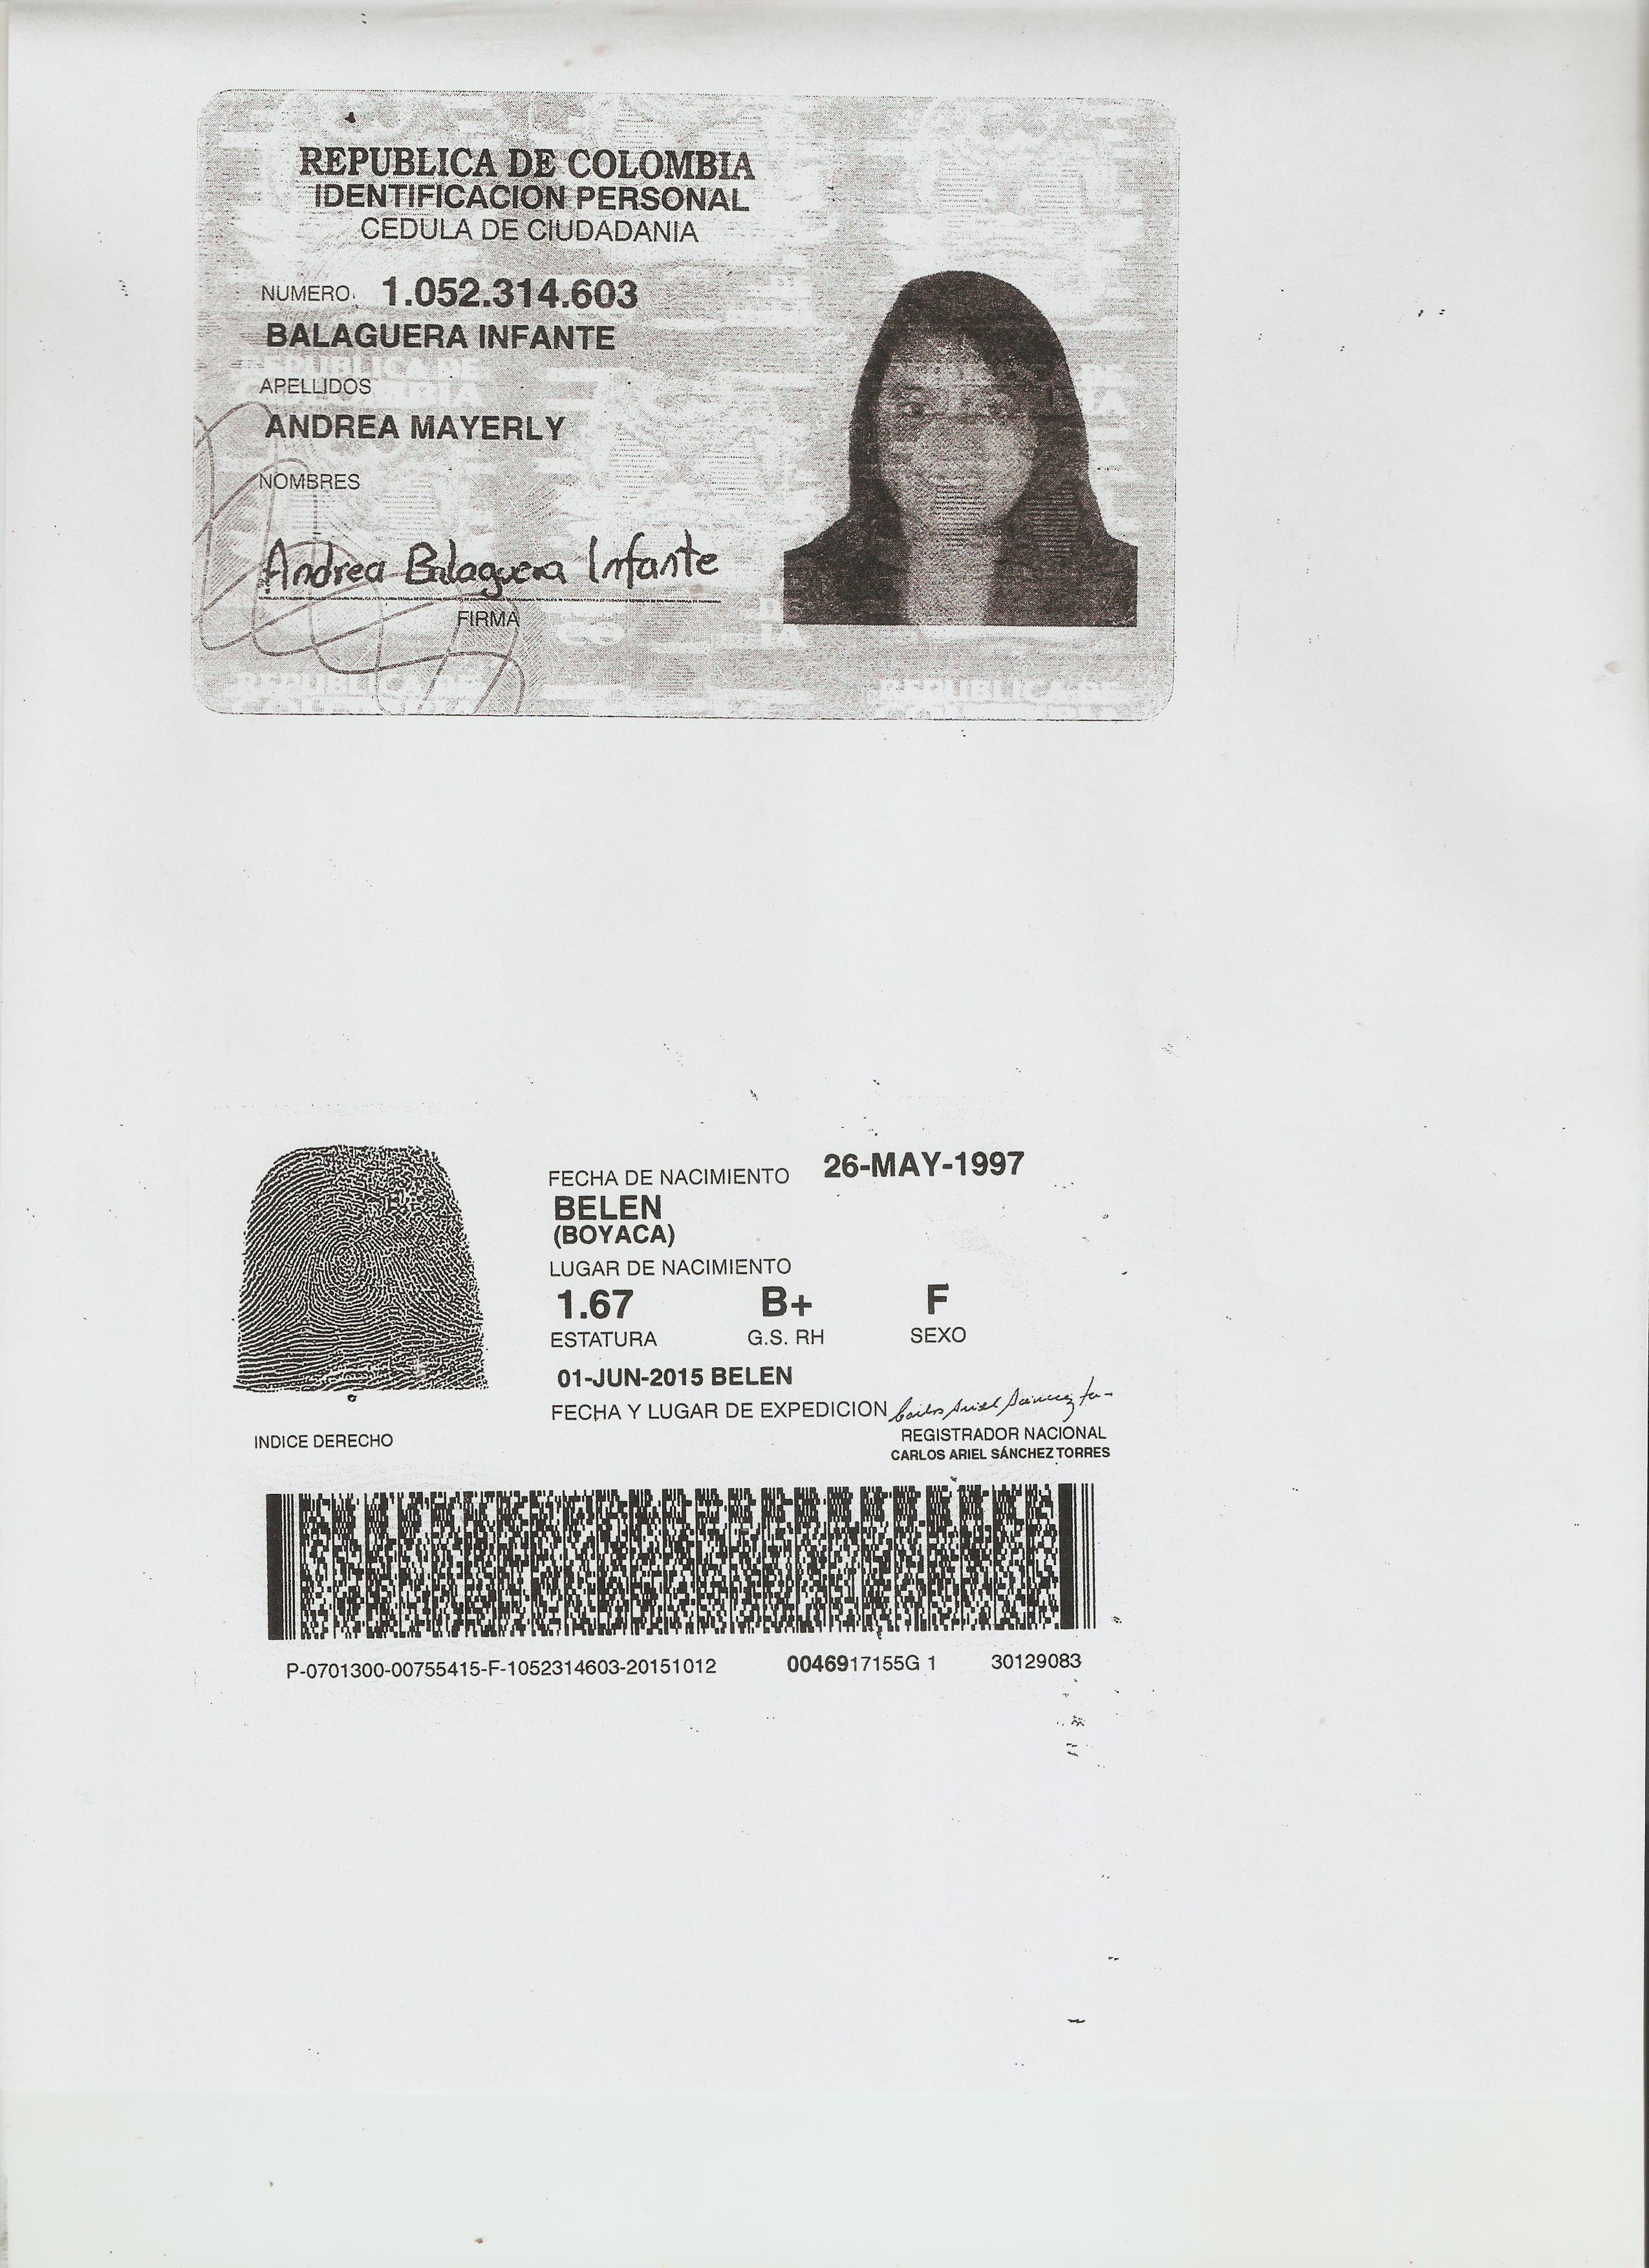 REPUBLICA DE COLOMBIA
IDENTIFICACION PERSONAL
CEDULA DE CIUDADANIA
NUMERO. 1.052.314.603
BALAGUERA INFANTE
APELLIDOS
ANDREA MAYERLY
NOMBRES
Andrea Balaguera Infante
FIRMA
REPUBLICA DE
COLOMBIA
REPUBLICA DE
FECHA DE NACIMIENTO 26-MAY-1997
BELEN
(BOYACA)
LUGAR DE NACIMIENTO
1.67 B+ F
ESTATURA G.S. RH SEXO
01-JUN-2015 BELEN
FECHA Y LUGAR DE EXPEDICION
INDICE DERECHO
REGISTRADOR NACIONAL
CARLOS ARIEL SÁNCHEZ TORRES
P-0701300-00755415-F-1052314603-20151012 0046917155G 1 30129083